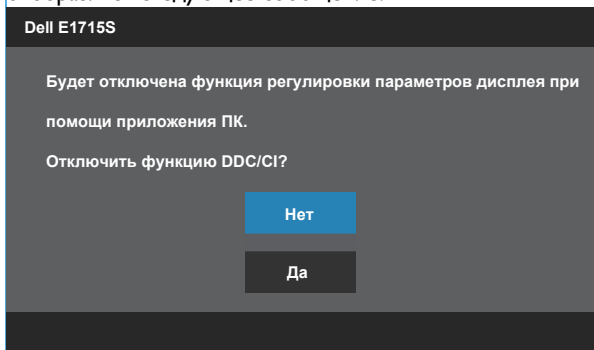 Dell E1715S
Будет отключена функция регулировки параметров дисплея при
помощи приложения ПК.
Отключить функцию DDC/CI?
Нет
Да